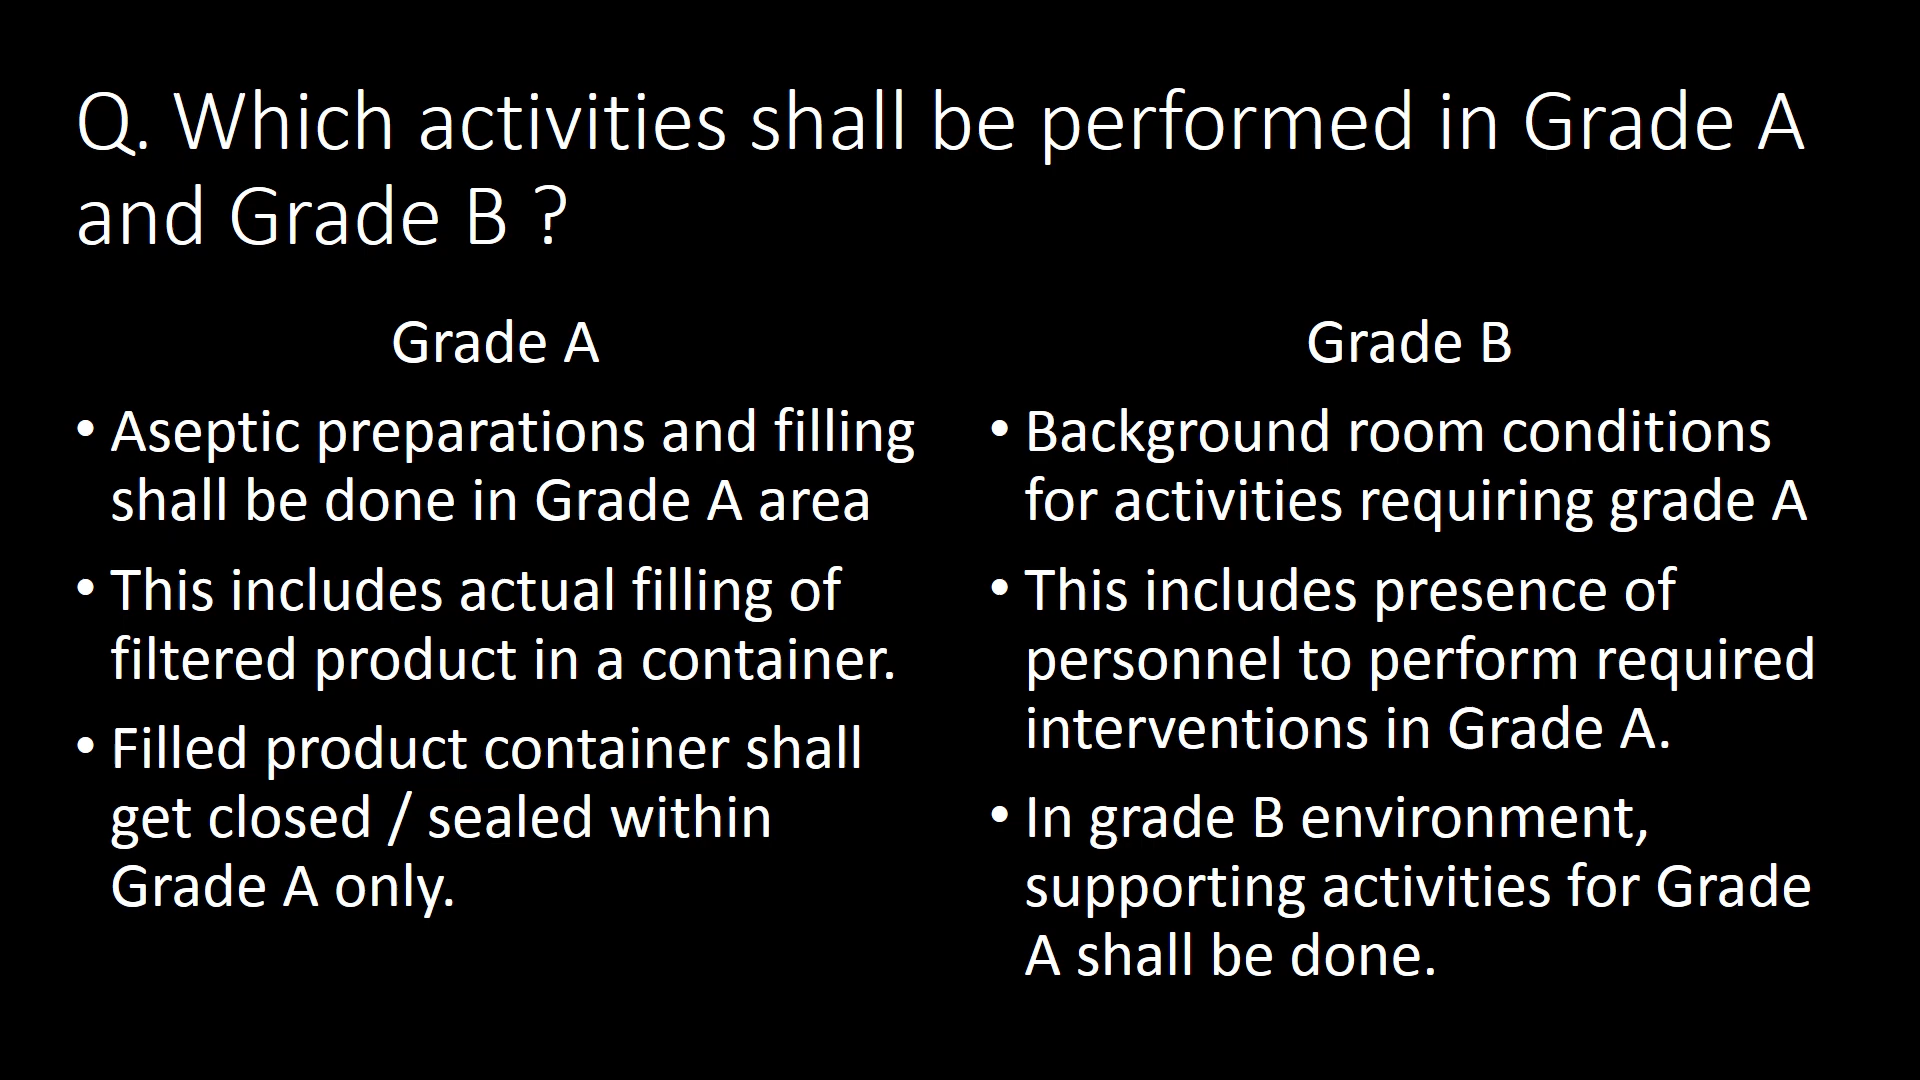 Q. Which activities shall be performed in Grade A
and Grade B ?
Grade A
• Aseptic preparations and filling
shall be done in Grade A area
• This includes actual filling of
filtered product in a container.
• Filled product container shall
get closed / sealed within
Grade A only.
Grade B
• Background room conditions
for activities requiring grade A
• This includes presence of
personnel to perform required
interventions in Grade A.
• In grade B environment,
supporting activities for Grade
A shall be done.